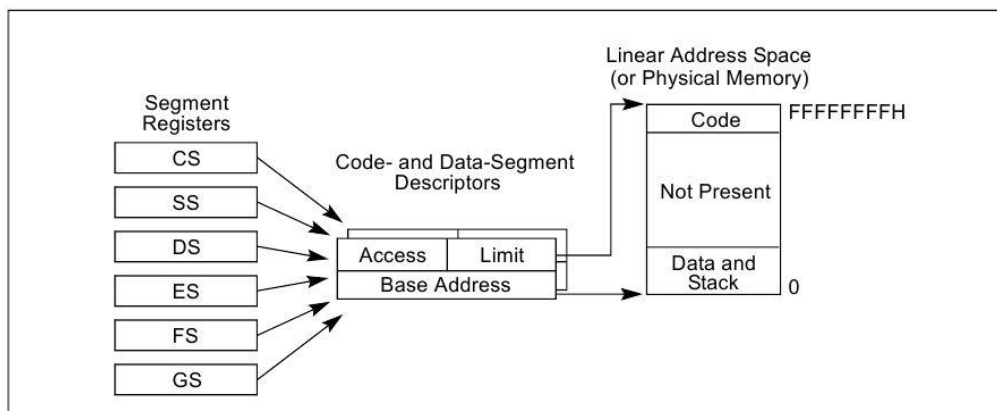 Segment
Registers
CS
SS
DS
ES
FS
GS
Code- and Data-Segment
Descriptors
Access
Limit
Base Address
Linear Address Space
(or Physical Memory)
Code
FFFFFFFFH
Not Present
Data and
Stack
0